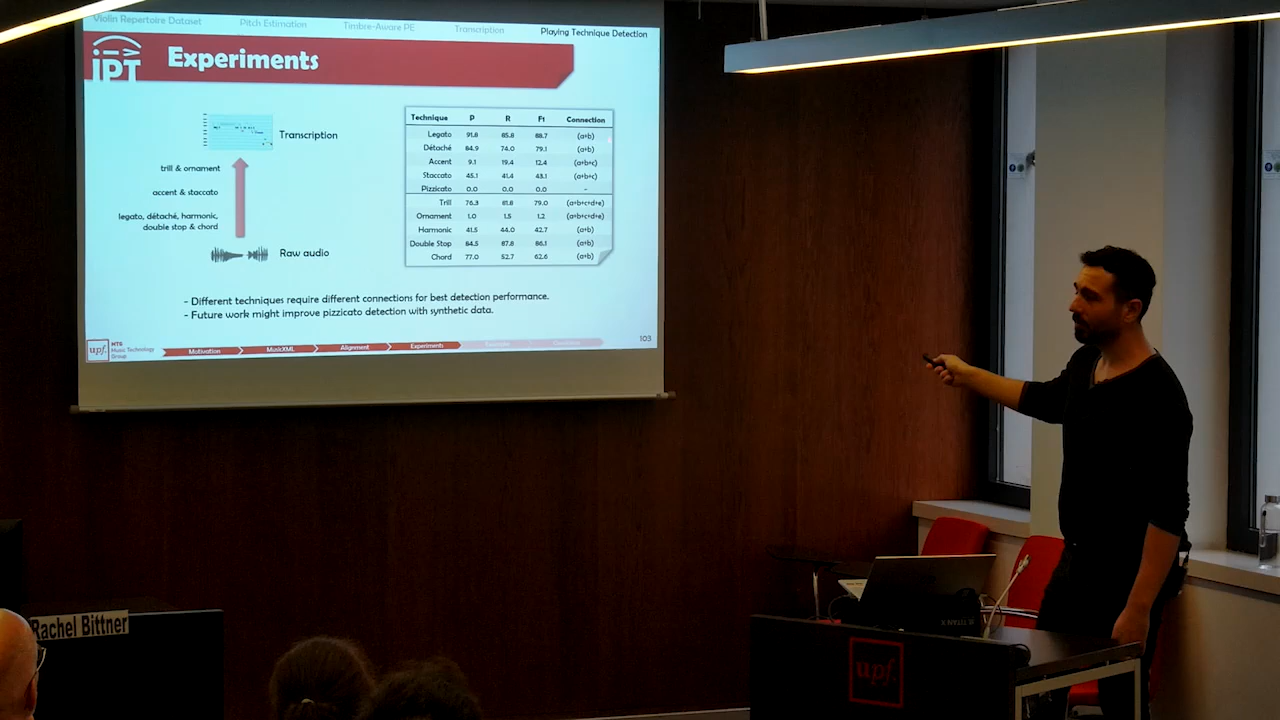 Violin Repertoire Dataset Pitch Estimation Timbre-Aware PE Transcription Playing Technique Detection
iPT Experiments
Transcription
trill & ornament
accent & staccato
legato, détaché, harmonic,
double stop & chord
Raw audio
Technique P R F1 Connection
Legato 91.8 85.8 88.7 (a+b)
Détaché 84.9 74.0 79.1 (a+b)
Accent 9.1 19.4 12.4 (a+b+c)
Staccato 45.1 41.4 43.1 (a+b+c)
Pizzicato 0.0 0.0 0.0 -
Trill 76.3 81.8 79.0 (a+b+c+d+e)
Ornament 1.0 1.5 1.2 (a+b+c+d+e)
Harmonic 41.5 44.0 42.7 (a+b)
Double Stop 84.5 87.8 86.1 (a+b)
Chord 77.0 52.7 62.6 (a+b)
- Different techniques require different connections for best detection performance.
- Future work might improve pizzicato detection with synthetic data.
upf. MTG
Music Technology
Group
Motivation MusicXML Alignment Experiments
103
Rachel Bittner
TITAN X
upf.